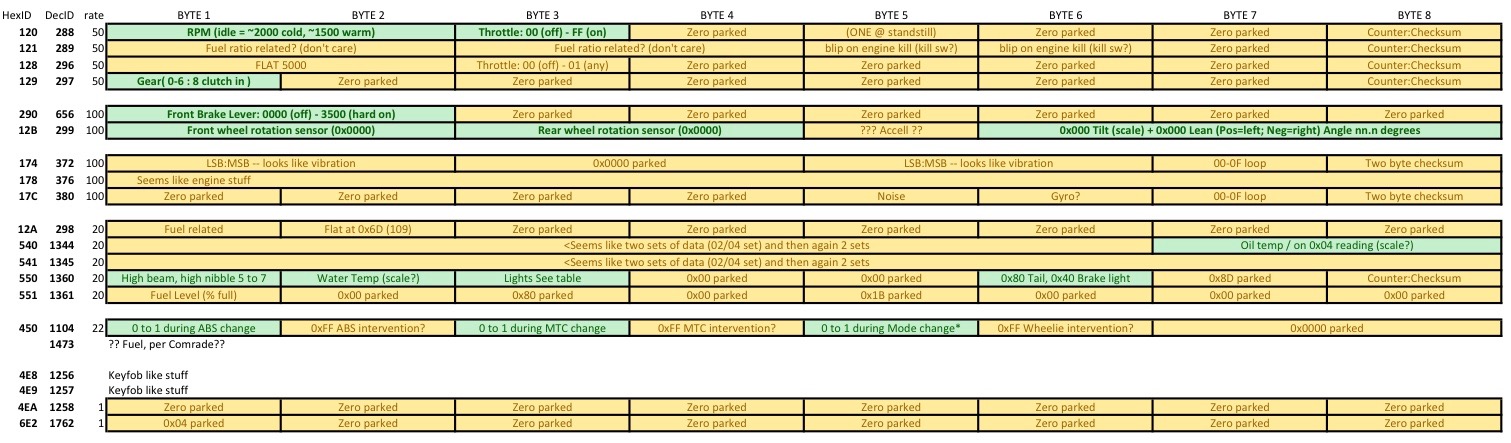 HexID DecID rate BYTE 1 BYTE 2 BYTE 3 BYTE 4 BYTE 5 BYTE 6 BYTE 7 BYTE 8
120 288 50 RPM (idle = ~2000 cold, ~1500 warm) Throttle: 00 (off) - FF (on) Zero parked (ONE @ standstill) Zero parked Zero parked Counter:Checksum
121 289 50 Fuel ratio related? (don't care) Fuel ratio related? (don't care) blip on engine kill (kill sw?) blip on engine kill (kill sw?) Zero parked Counter:Checksum
128 296 50 FLAT 5000 Throttle: 00 (off) - 01 (any) Zero parked Zero parked Zero parked Zero parked Counter:Checksum
129 297 50 Gear( 0-6 : 8 clutch in ) Zero parked Zero parked Zero parked Zero parked Zero parked Zero parked Counter:Checksum
290 656 100 Front Brake Lever: 0000 (off) - 3500 (hard on) Zero parked Zero parked Zero parked Zero parked Zero parked Zero parked
12B 299 100 Front wheel rotation sensor (0x0000) Rear wheel rotation sensor (0x0000) ??? Accell ?? 0x000 Tilt (scale) + 0x000 Lean (Pos=left; Neg=right) Angle nn.n degrees
174 372 100 LSB:MSB -- looks like vibration 0x0000 parked LSB:MSB -- looks like vibration 00-0F loop Two byte checksum
178 376 100 Seems like engine stuff
17C 380 100 Zero parked Zero parked Zero parked Zero parked Noise Gyro? 00-0F loop Two byte checksum
12A 298 20 Fuel related Flat at 0x6D (109) Zero parked Zero parked Zero parked Zero parked Zero parked Zero parked
540 1344 20 <Seems like two sets of data (02/04 set) and then again 2 sets Oil temp / on 0x04 reading (scale?)
541 1345 20 <Seems like two sets of data (02/04 set) and then again 2 sets
550 1360 20 High beam, high nibble 5 to 7 Water Temp (scale?) Lights See table 0x00 parked 0x00 parked 0x80 Tail, 0x40 Brake light 0x8D parked Counter:Checksum
551 1361 20 Fuel Level (% full) 0x00 parked 0x80 parked 0x00 parked 0x1B parked 0x00 parked 0x00 parked 0x00 parked
450 1104 22 0 to 1 during ABS change 0xFF ABS intervention? 0 to 1 during MTC change 0xFF MTC intervention? 0 to 1 during Mode change* 0xFF Wheelie intervention? 0x0000 parked
1473 ?? Fuel, per Comrade??
4E8 1256 Keyfob like stuff
4E9 1257 Keyfob like stuff
4EA 1258 1 Zero parked Zero parked Zero parked Zero parked Zero parked Zero parked Zero parked Zero parked
6E2 1762 1 0x04 parked Zero parked Zero parked Zero parked Zero parked Zero parked Zero parked Zero parked